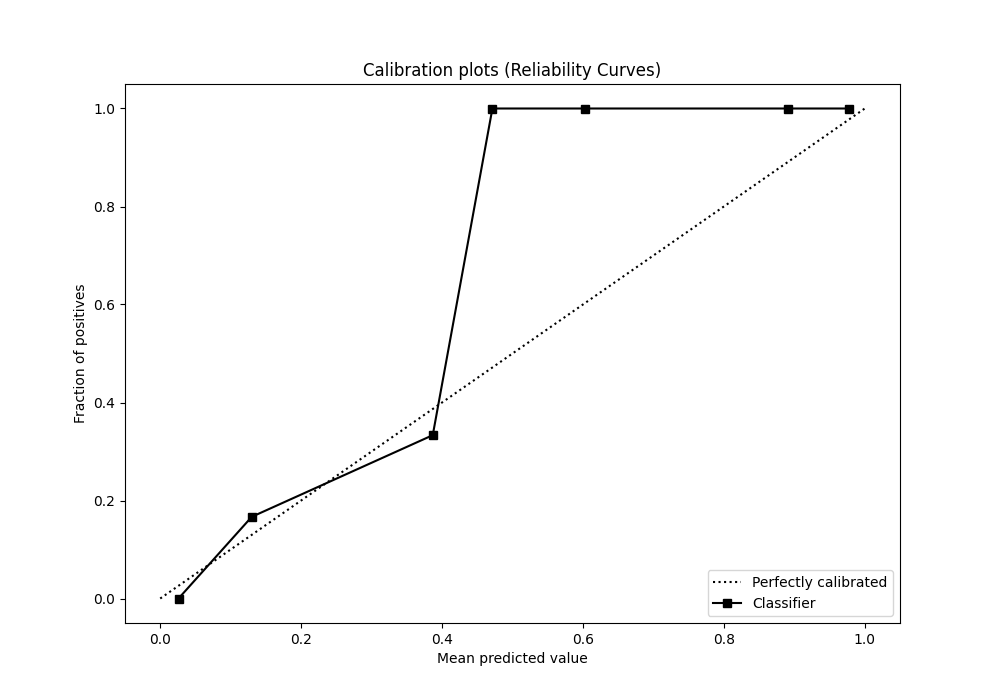 Calibration plots (Reliability Curves)
1.0
0.8
0.6
0.4
0.2
0.0
Fraction of positives
0.0 0.2 0.4 0.6 0.8 1.0
Mean predicted value
Perfectly calibrated
Classifier